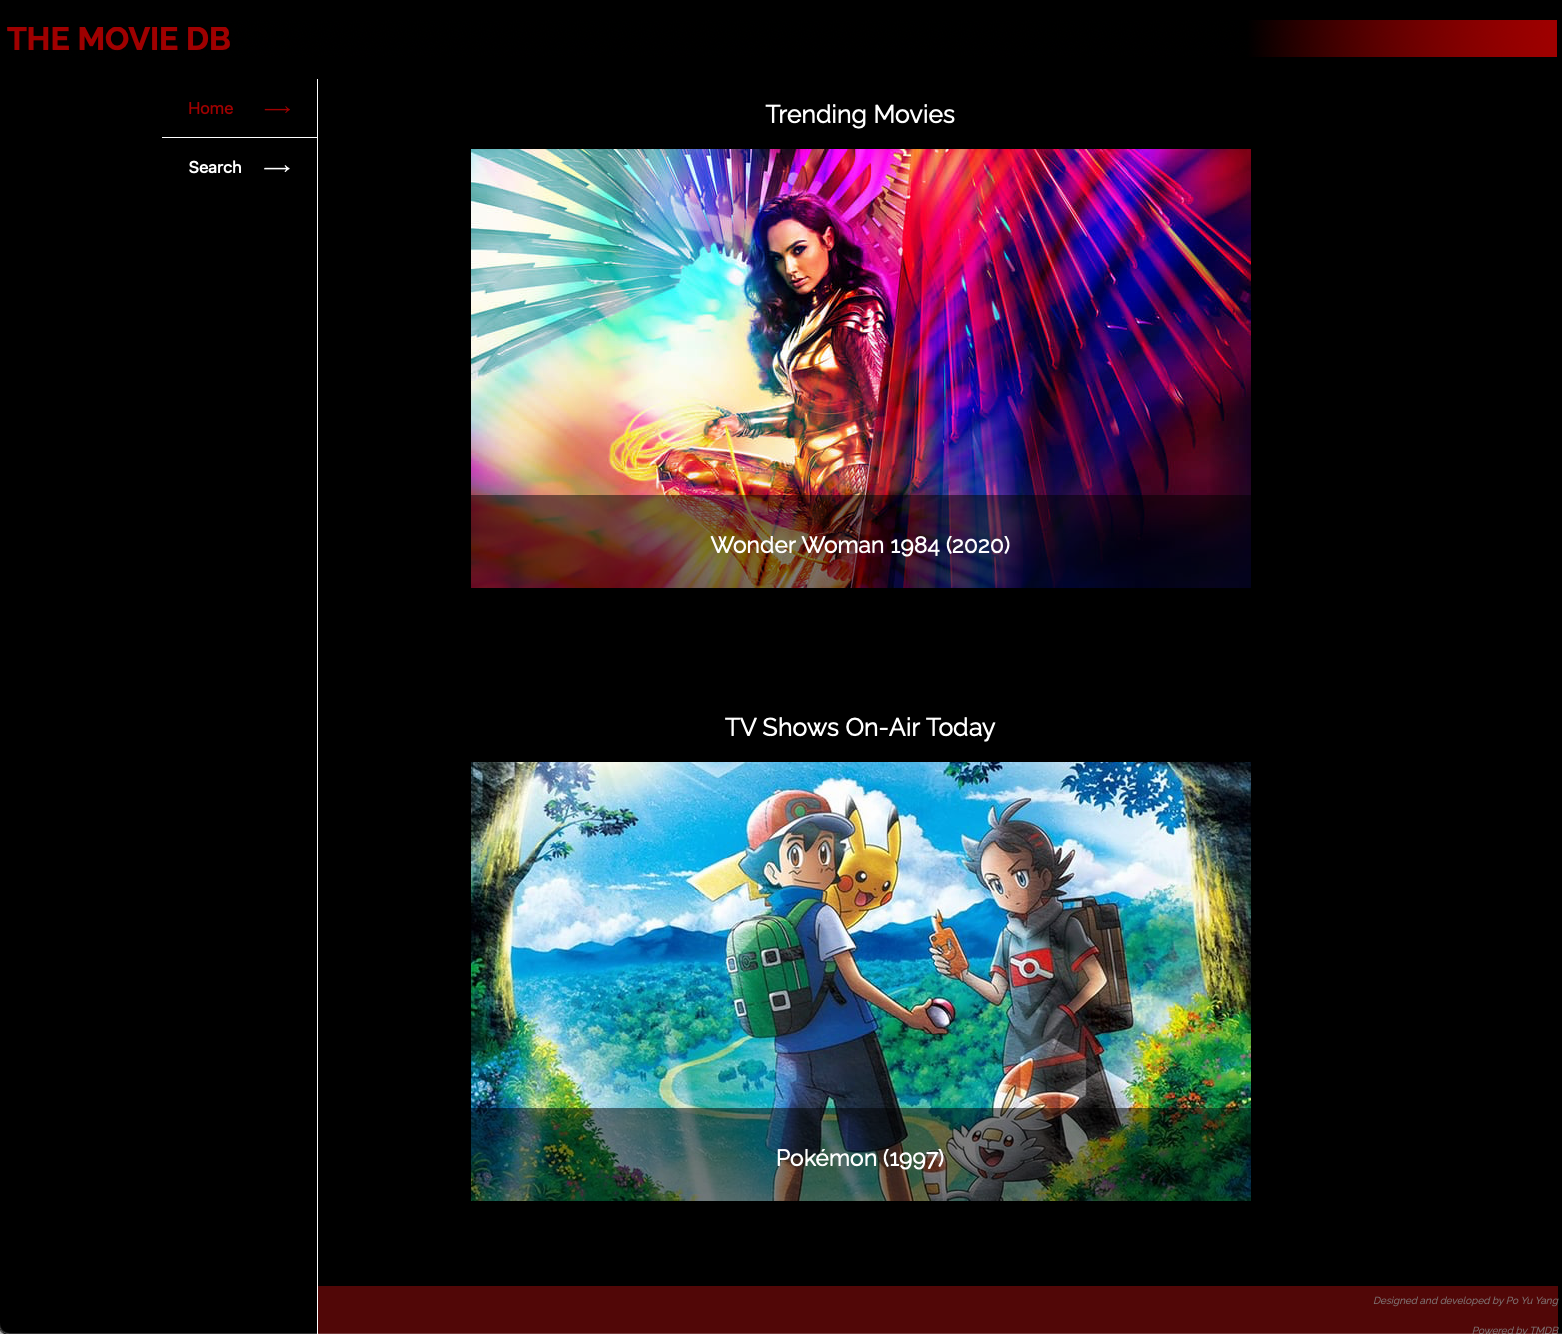 THE MOVIE DB
Home
Search
Trending Movies
Wonder Woman 1984 (2020)
TV Shows On-Air Today
Pokémon (1997)
Designed and developed by Po Yu Yang
Powered by TMDB